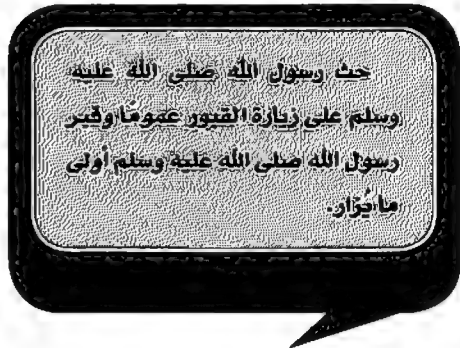 حث رسول الله صلى الله عليه
وسلم على زيارة القبور عمومًا وقبر
رسول الله صلى الله عليه وسلم أولى
ما يُزار.